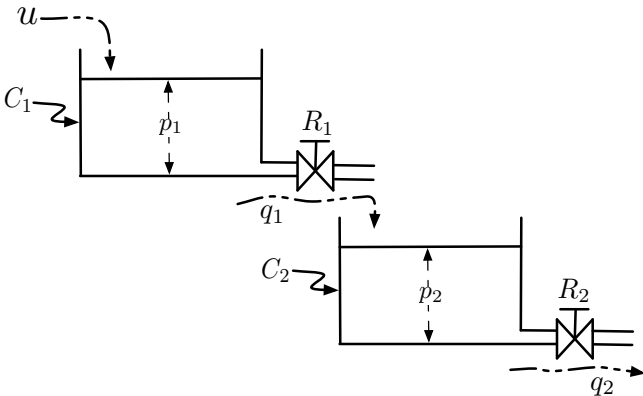 u
C₁
p₁
R₁
q₁
C₂
p₂
R₂
q₂